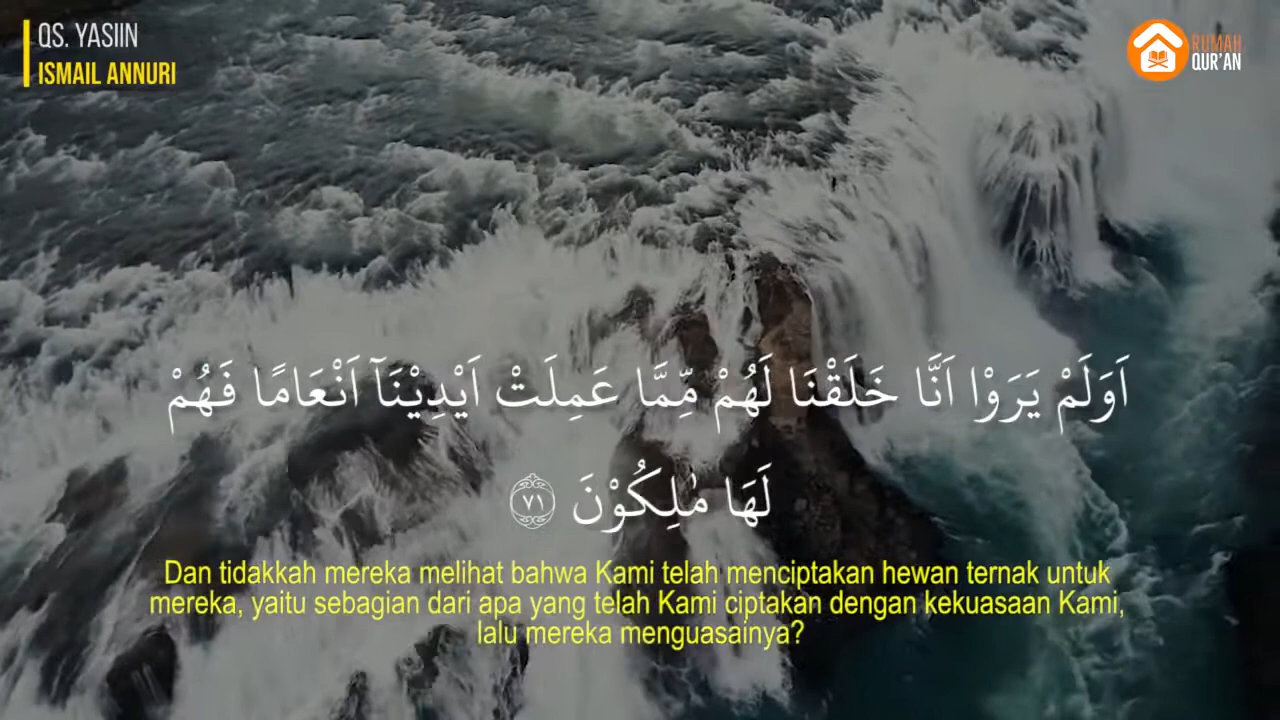 QS. YASIIN
ISMAIL ANNURI
RUMAH
QUR'AN
اَوَلَمْ يَرَوْا اَنَّا خَلَقْنَا لَهُمْ مِّمَّا عَمِلَتْ اَيْدِيْنَآ اَنْعَامًا فَهُمْ
لَهَا مٰلِكُوْنَ ۝٧١
Dan tidakkah mereka melihat bahwa Kami telah menciptakan hewan ternak untuk
mereka, yaitu sebagian dari apa yang telah Kami ciptakan dengan kekuasaan Kami,
lalu mereka menguasainya?